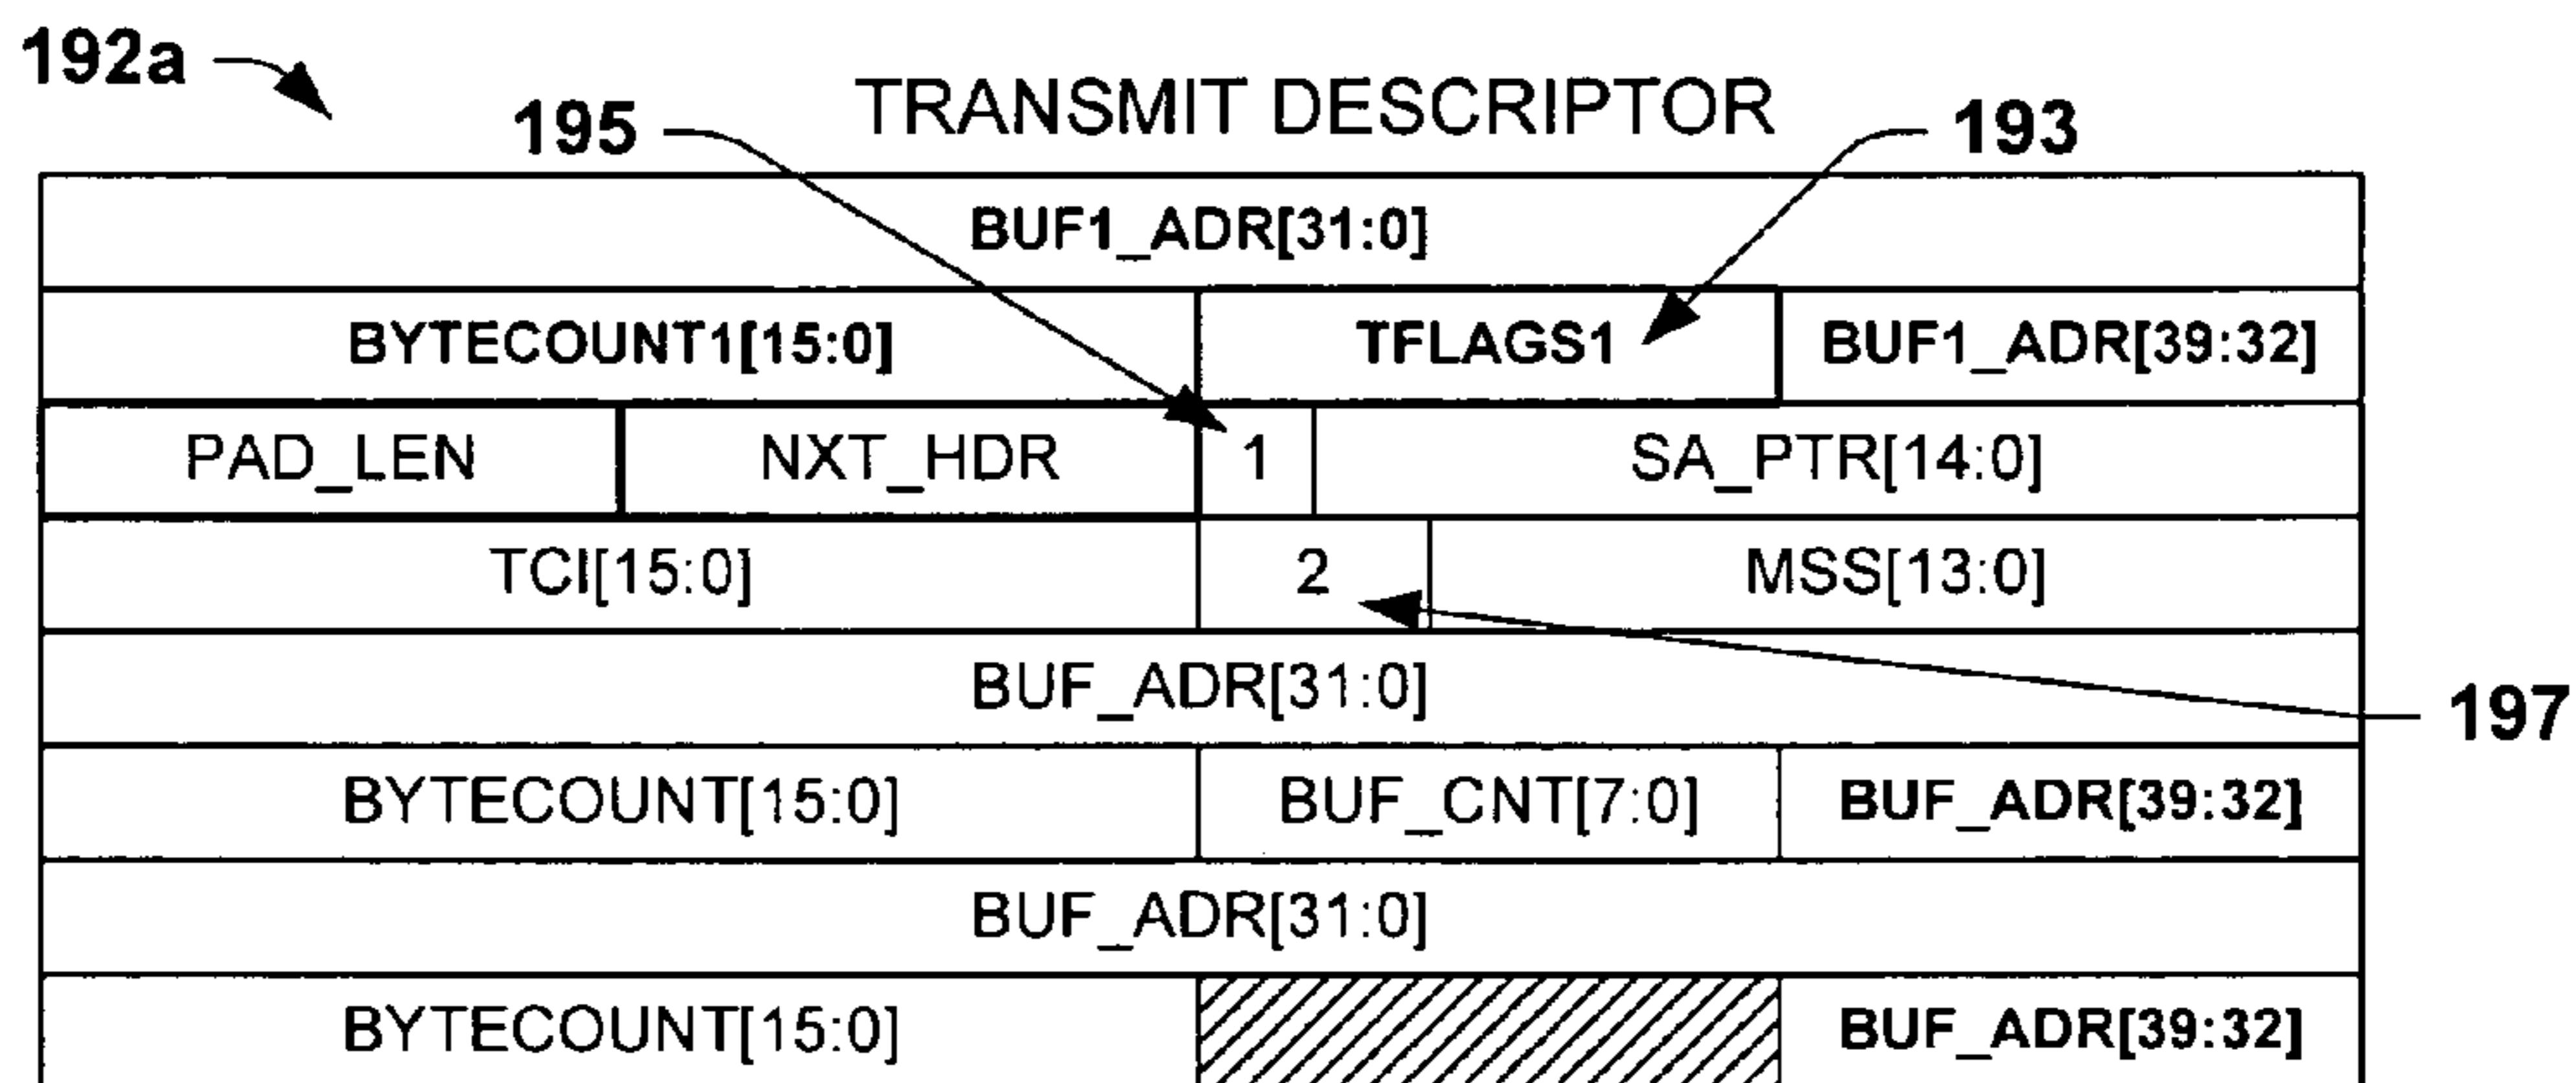 192a
TRANSMIT DESCRIPTOR
195
193
BUF1_ADR[31:0]
BYTECOUNT1[15:0] TFLAGS1 BUF1_ADR[39:32]
PAD_LEN NXT_HDR 1 SA_PTR[14:0]
TCI[15:0] 2 MSS[13:0]
BUF_ADR[31:0]
197
BYTECOUNT[15:0] BUF_CNT[7:0] BUF_ADR[39:32]
BUF_ADR[31:0]
BYTECOUNT[15:0] BUF_ADR[39:32]